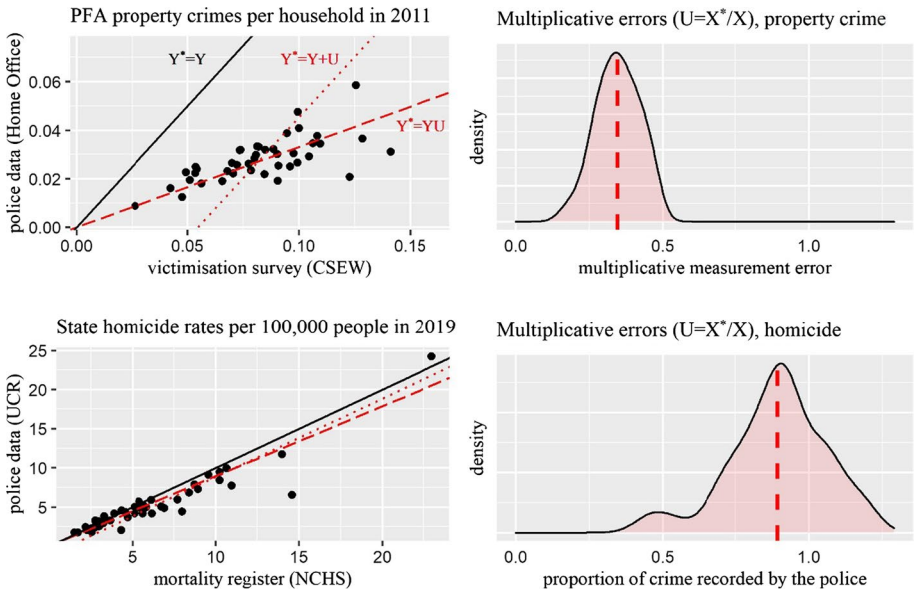 PFA property crimes per household in 2011
police data (Home Office)
0.06
0.04
0.02
0.00
Y*=Y
Y*=Y+U
Y*=YU
0.00 0.05 0.10 0.15
victimisation survey (CSEW)
Multiplicative errors (U=X*/X), property crime
density
0.0 0.5 1.0
multiplicative measurement error
State homicide rates per 100,000 people in 2019
police data (UCR)
25
20
15
10
5
5 10 15 20
mortality register (NCHS)
Multiplicative errors (U=X*/X), homicide
density
0.0 0.5 1.0
proportion of crime recorded by the police